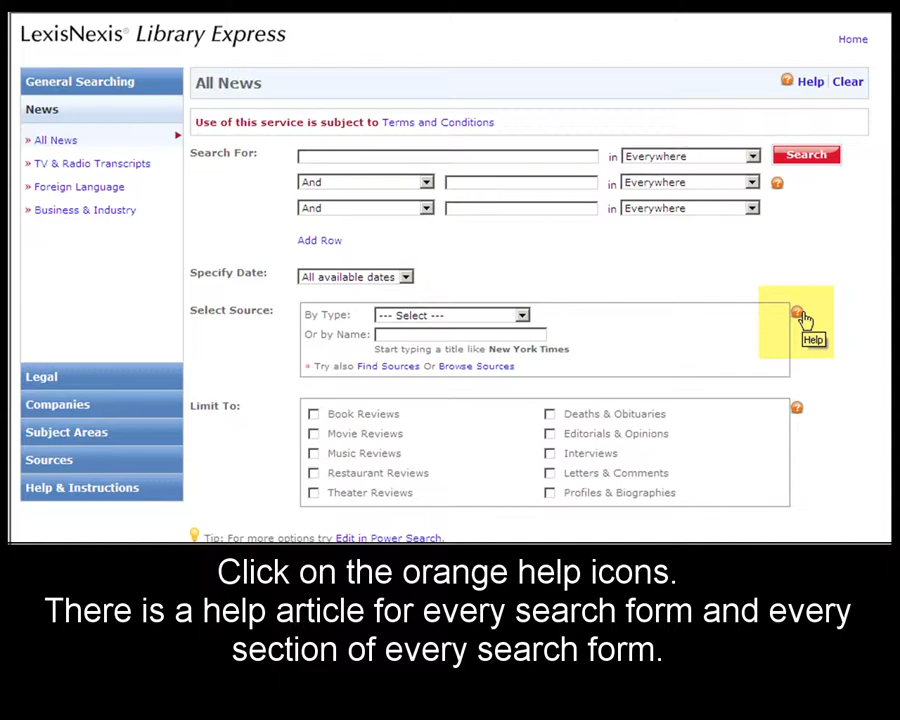 LexisNexis® Library Express
Home
General Searching
News
» All News
» TV & Radio Transcripts
» Foreign Language
» Business & Industry
Legal
Companies
Subject Areas
Sources
Help & Instructions
All News
? Help | Clear
Use of this service is subject to Terms and Conditions
Search For: in Everywhere Search
And in Everywhere ?
And in Everywhere
Add Row
Specify Date: All available dates
Select Source: By Type: --- Select --- ?
Or by Name:
Help
Start typing a title like New York Times
» Try also Find Sources Or Browse Sources
Limit To: ?
Book Reviews Deaths & Obituaries
Movie Reviews Editorials & Opinions
Music Reviews Interviews
Restaurant Reviews Letters & Comments
Theater Reviews Profiles & Biographies
Tip: For more options try Edit in Power Search.
Click on the orange help icons.
There is a help article for every search form and every
section of every search form.